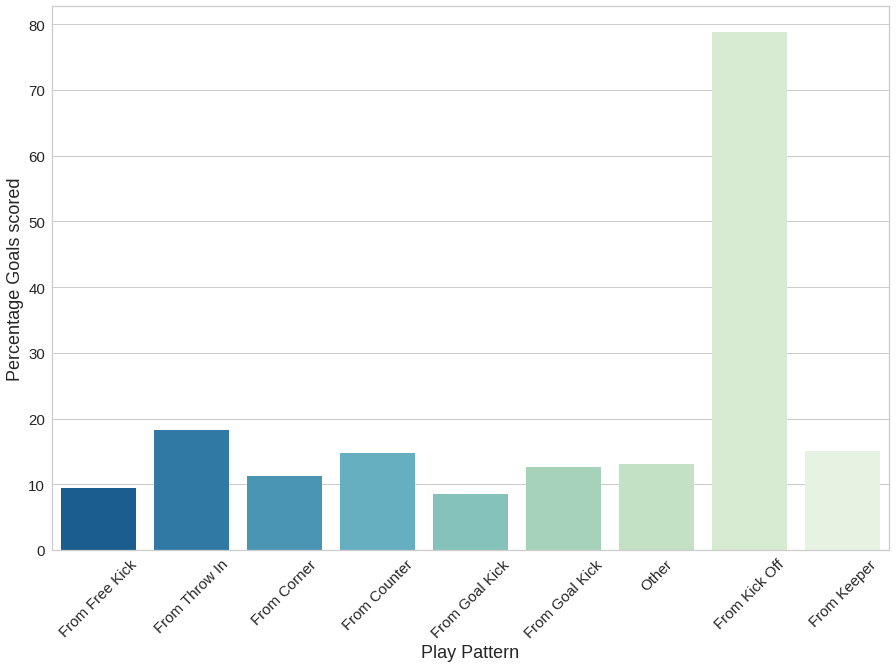 Percentage Goals scored
80
70
60
50
40
30
20
10
0
From Free Kick
From Throw In
From Corner
From Counter
From Goal Kick
From Goal Kick
Other
From Kick Off
From Keeper
Play Pattern